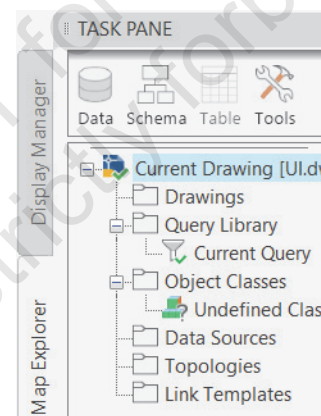 TASK PANE
Data Schema Table Tools
Display Manager
Current Drawing [UI.dw
Drawings
Query Library
Current Query
Object Classes
Undefined Clas
Map Explorer
Data Sources
Topologies
Link Templates